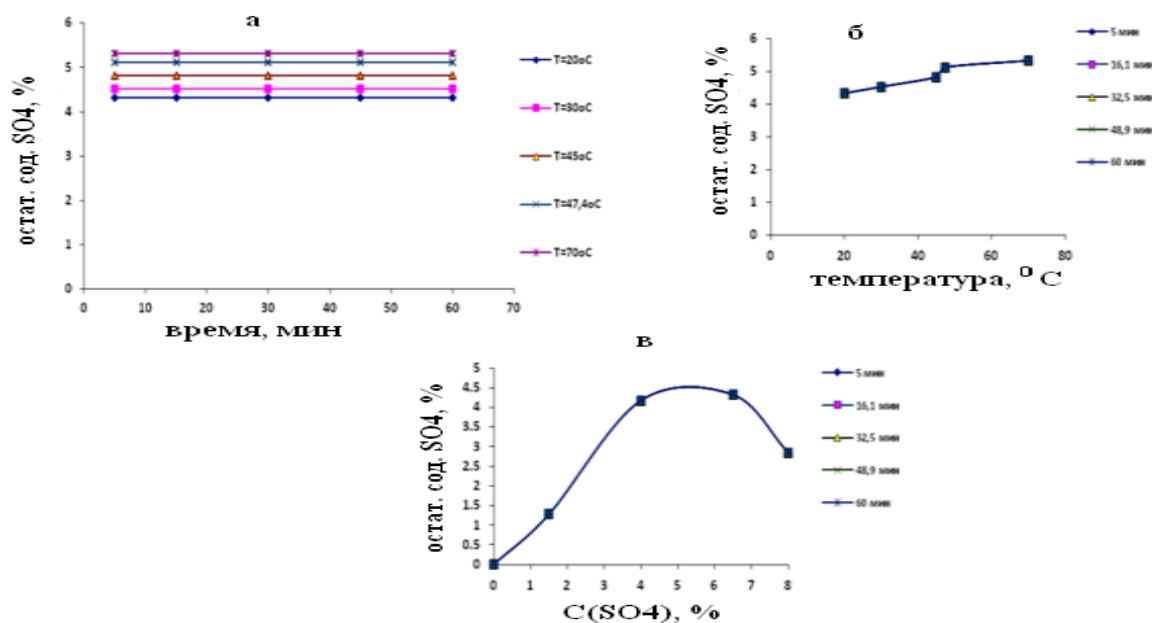 а
остат. сод. SO4, %
6
5
4
3
2
1
0
0 10 20 30 40 50 60 70
время, мин
T=20oC
T=30oC
T=45oC
T=47,4oC
T=70oC
б
остат. сод. SO4, %
6
5
4
3
2
1
0
0 20 40 60 80
температура, ⁰ С
5 мин
16,1 мин
32,5 мин
48,9 мин
60 мин
в
остат. сод. SO4, %
5
4.5
4
3.5
3
2.5
2
1.5
1
0.5
0
0 1 2 3 4 5 6 7 8
C(SO4), %
5 мин
16,1 мин
32,5 мин
48,9 мин
60 мин